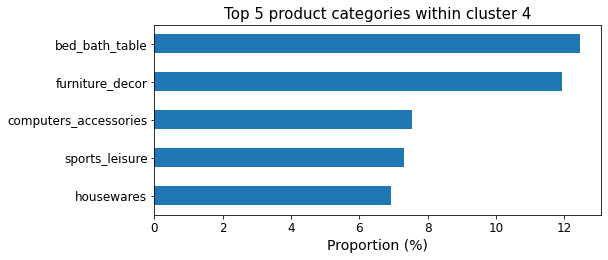 Top 5 product categories within cluster 4
bed_bath_table
furniture_decor
computers_accessories
sports_leisure
housewares
0 2 4 6 8 10 12
Proportion (%)